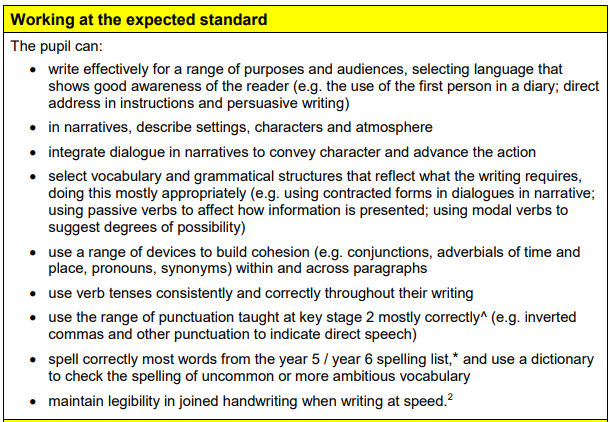 Working at the expected standard
The pupil can:
• write effectively for a range of purposes and audiences, selecting language that
shows good awareness of the reader (e.g. the use of the first person in a diary; direct
address in instructions and persuasive writing)
• in narratives, describe settings, characters and atmosphere
• integrate dialogue in narratives to convey character and advance the action
• select vocabulary and grammatical structures that reflect what the writing requires,
doing this mostly appropriately (e.g. using contracted forms in dialogues in narrative;
using passive verbs to affect how information is presented; using modal verbs to
suggest degrees of possibility)
• use a range of devices to build cohesion (e.g. conjunctions, adverbials of time and
place, pronouns, synonyms) within and across paragraphs
• use verb tenses consistently and correctly throughout their writing
• use the range of punctuation taught at key stage 2 mostly correctly^ (e.g. inverted
commas and other punctuation to indicate direct speech)
• spell correctly most words from the year 5 / year 6 spelling list,* and use a dictionary
to check the spelling of uncommon or more ambitious vocabulary
• maintain legibility in joined handwriting when writing at speed.²